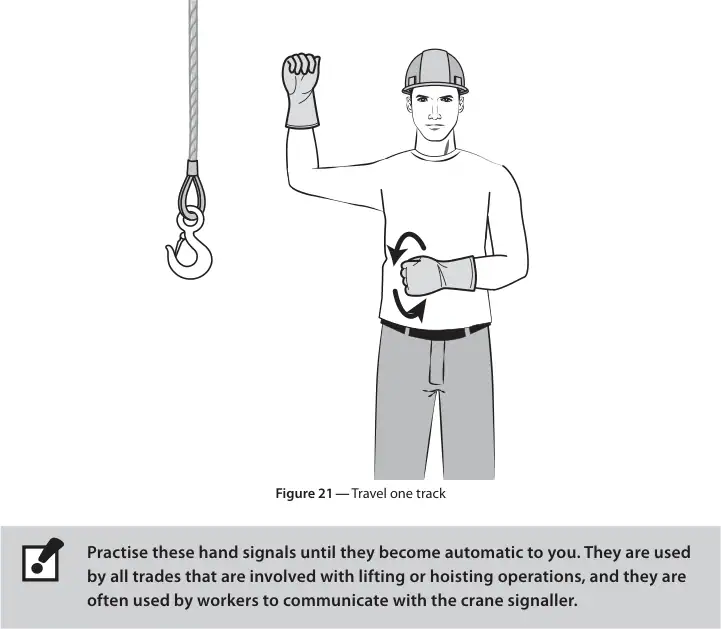 Figure 21 — Travel one track
Practise these hand signals until they become automatic to you. They are used
by all trades that are involved with lifting or hoisting operations, and they are
often used by workers to communicate with the crane signaller.